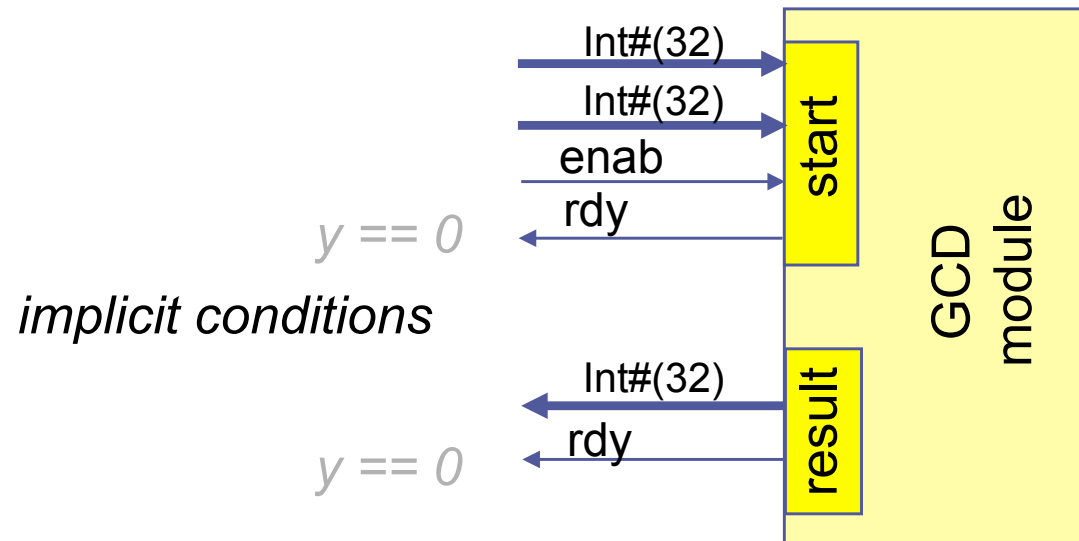 Int#(32)
Int#(32)
enab
rdy
y == 0
start
implicit conditions
GCD
module
Int#(32)
rdy
y == 0
result